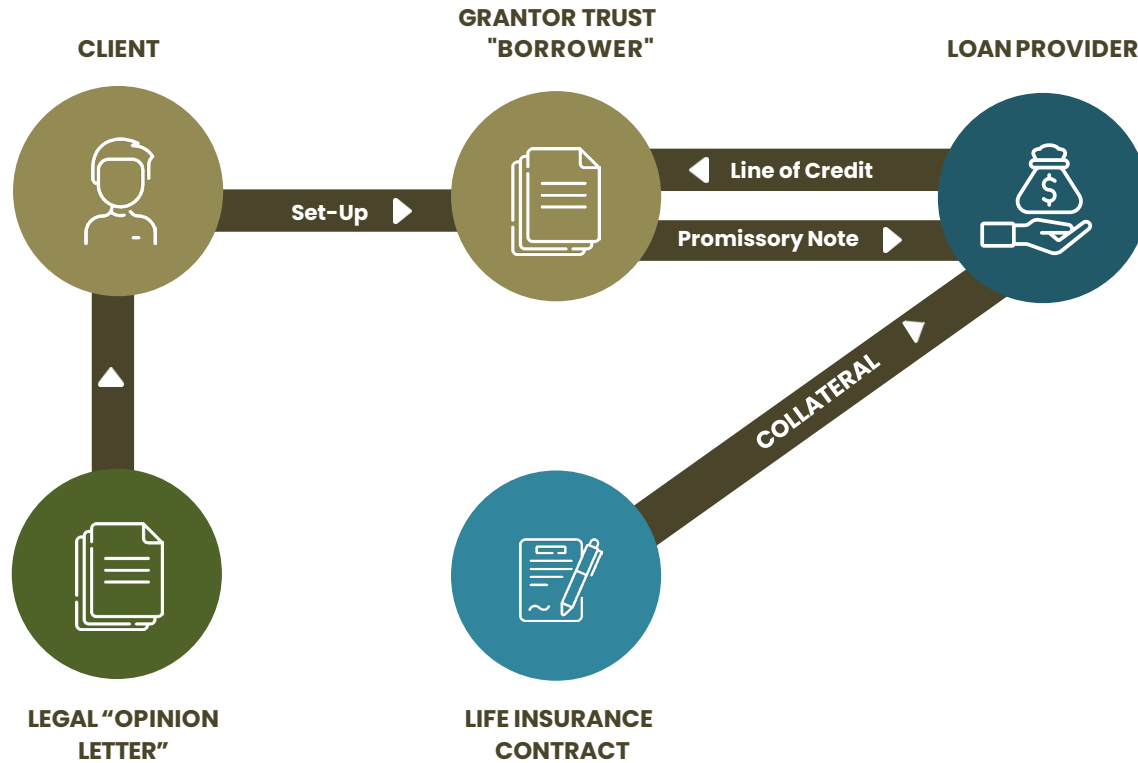 GRANTOR TRUST
"BORROWER"
CLIENT
LOAN PROVIDER
Line of Credit
Set-Up
Promissory Note
$
COLLATERAL
LEGAL “OPINION
LETTER”
LIFE INSURANCE
CONTRACT